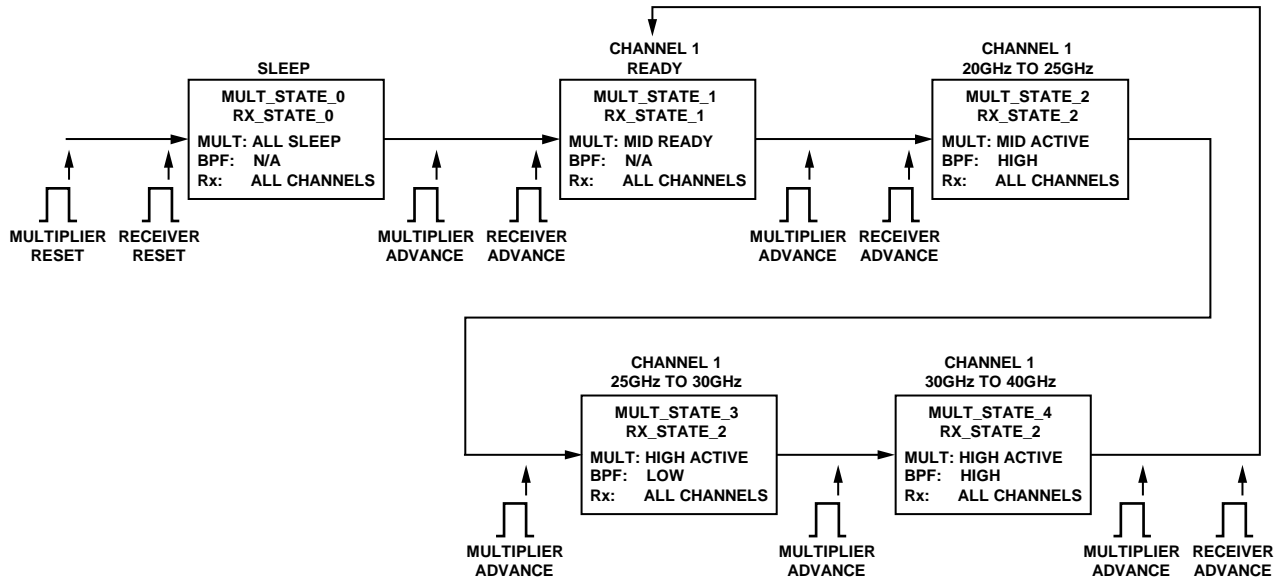 SLEEP
MULT_STATE_0
RX_STATE_0
MULT: ALL SLEEP
BPF: N/A
Rx: ALL CHANNELS
CHANNEL 1
READY
MULT_STATE_1
RX_STATE_1
MULT: MID READY
BPF: N/A
Rx: ALL CHANNELS
CHANNEL 1
20GHz TO 25GHz
MULT_STATE_2
RX_STATE_2
MULT: MID ACTIVE
BPF: HIGH
Rx: ALL CHANNELS
MULTIPLIER
RESET
RECEIVER
RESET
MULTIPLIER
ADVANCE
RECEIVER
ADVANCE
MULTIPLIER
ADVANCE
RECEIVER
ADVANCE
CHANNEL 1
25GHz TO 30GHz
MULT_STATE_3
RX_STATE_2
MULT: HIGH ACTIVE
BPF: LOW
Rx: ALL CHANNELS
CHANNEL 1
30GHz TO 40GHz
MULT_STATE_4
RX_STATE_2
MULT: HIGH ACTIVE
BPF: HIGH
Rx: ALL CHANNELS
MULTIPLIER
ADVANCE
MULTIPLIER
ADVANCE
MULTIPLIER
ADVANCE
RECEIVER
ADVANCE